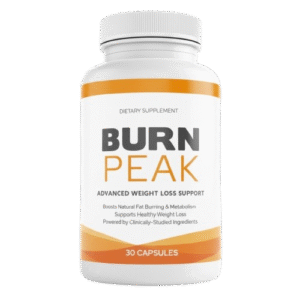 DIETARY SUPPLEMENT
BURN
PEAK
ADVANCED WEIGHT LOSS SUPPORT
Boosts Natural Fat Burning & Metabolism
Supports Healthy Weight Loss
Powered by Clinically-Studied Ingredients
30 CAPSULES